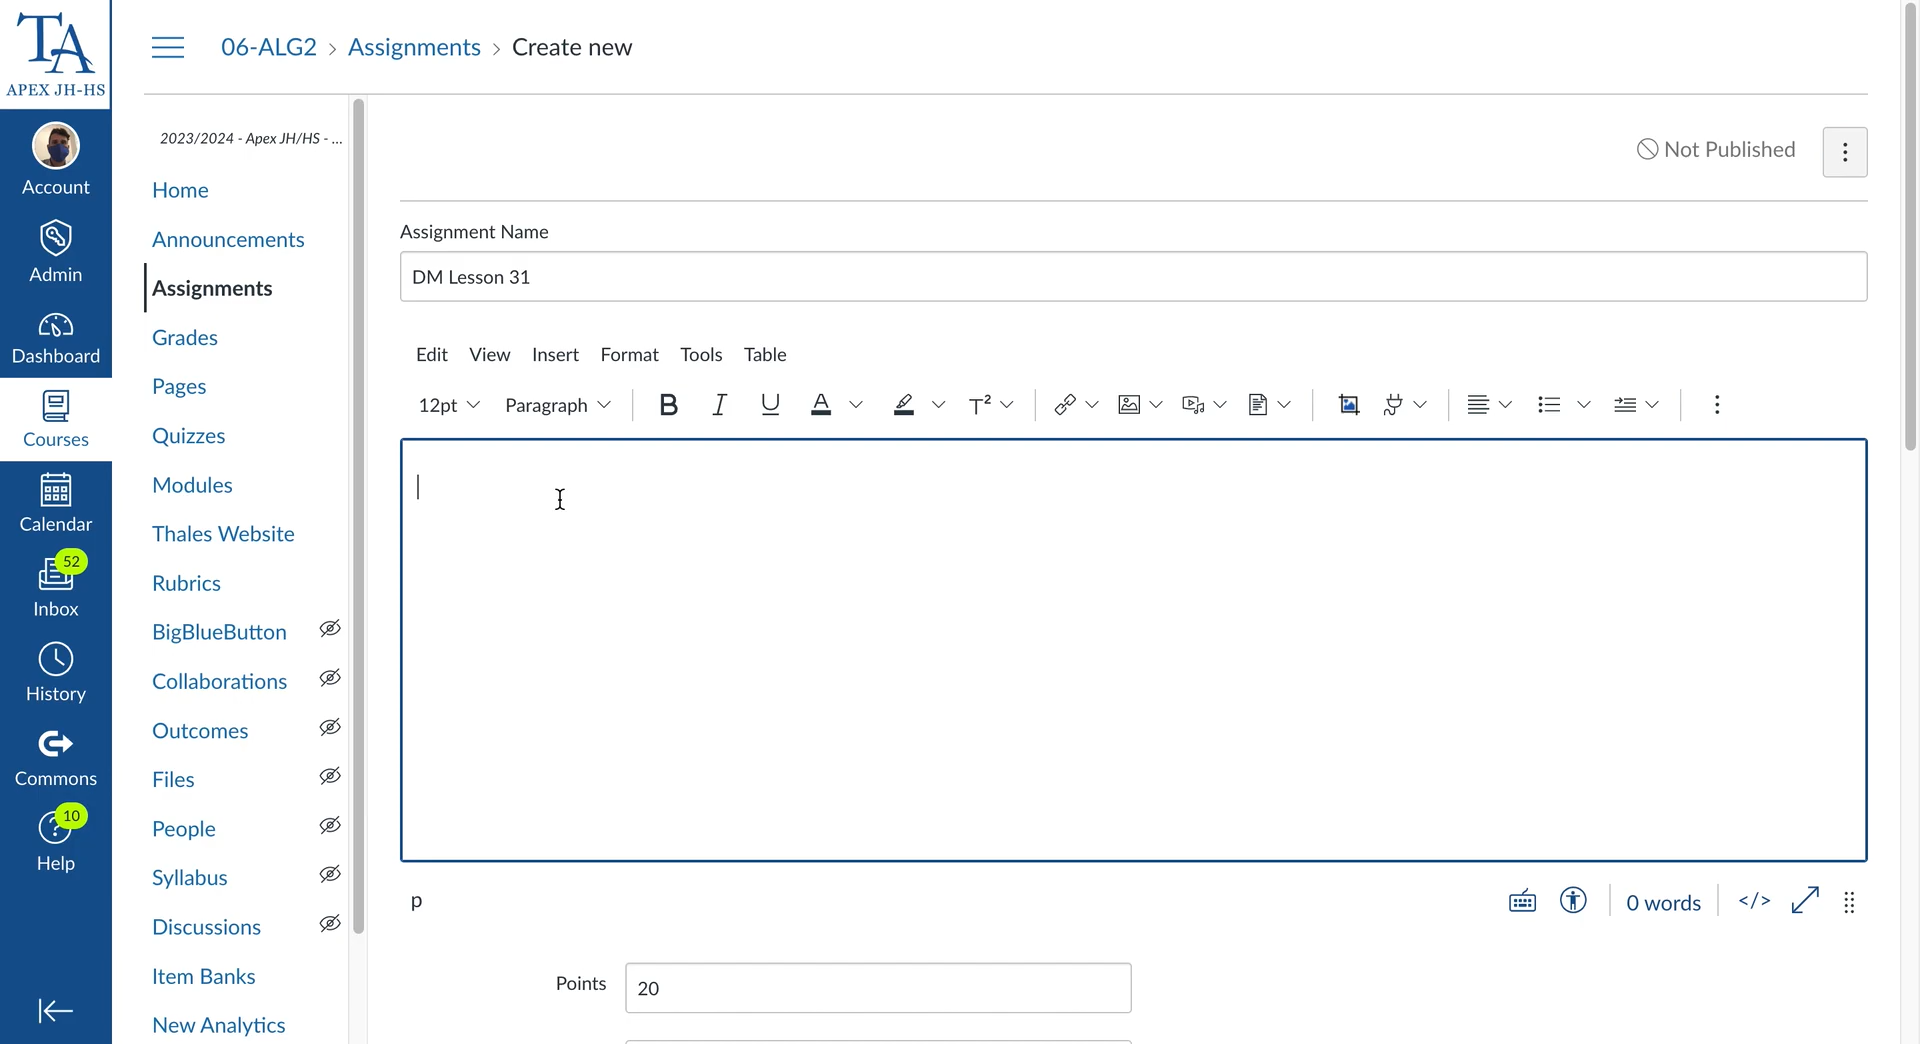 TA
APEX JH-HS
Account
Admin
Dashboard
Courses
Calendar
52
Inbox
History
Commons
10
Help
06-ALG2 > Assignments > Create new
2023/2024 - Apex JH/HS - ...
Home
Announcements
Assignments
Grades
Pages
Quizzes
Modules
Thales Website
Rubrics
BigBlueButton
Collaborations
Outcomes
Files
People
Syllabus
Discussions
Item Banks
New Analytics
Not Published
Assignment Name
DM Lesson 31
Edit View Insert Format Tools Table
12pt Paragraph B I U A T²
p 0 words </>
Points 20